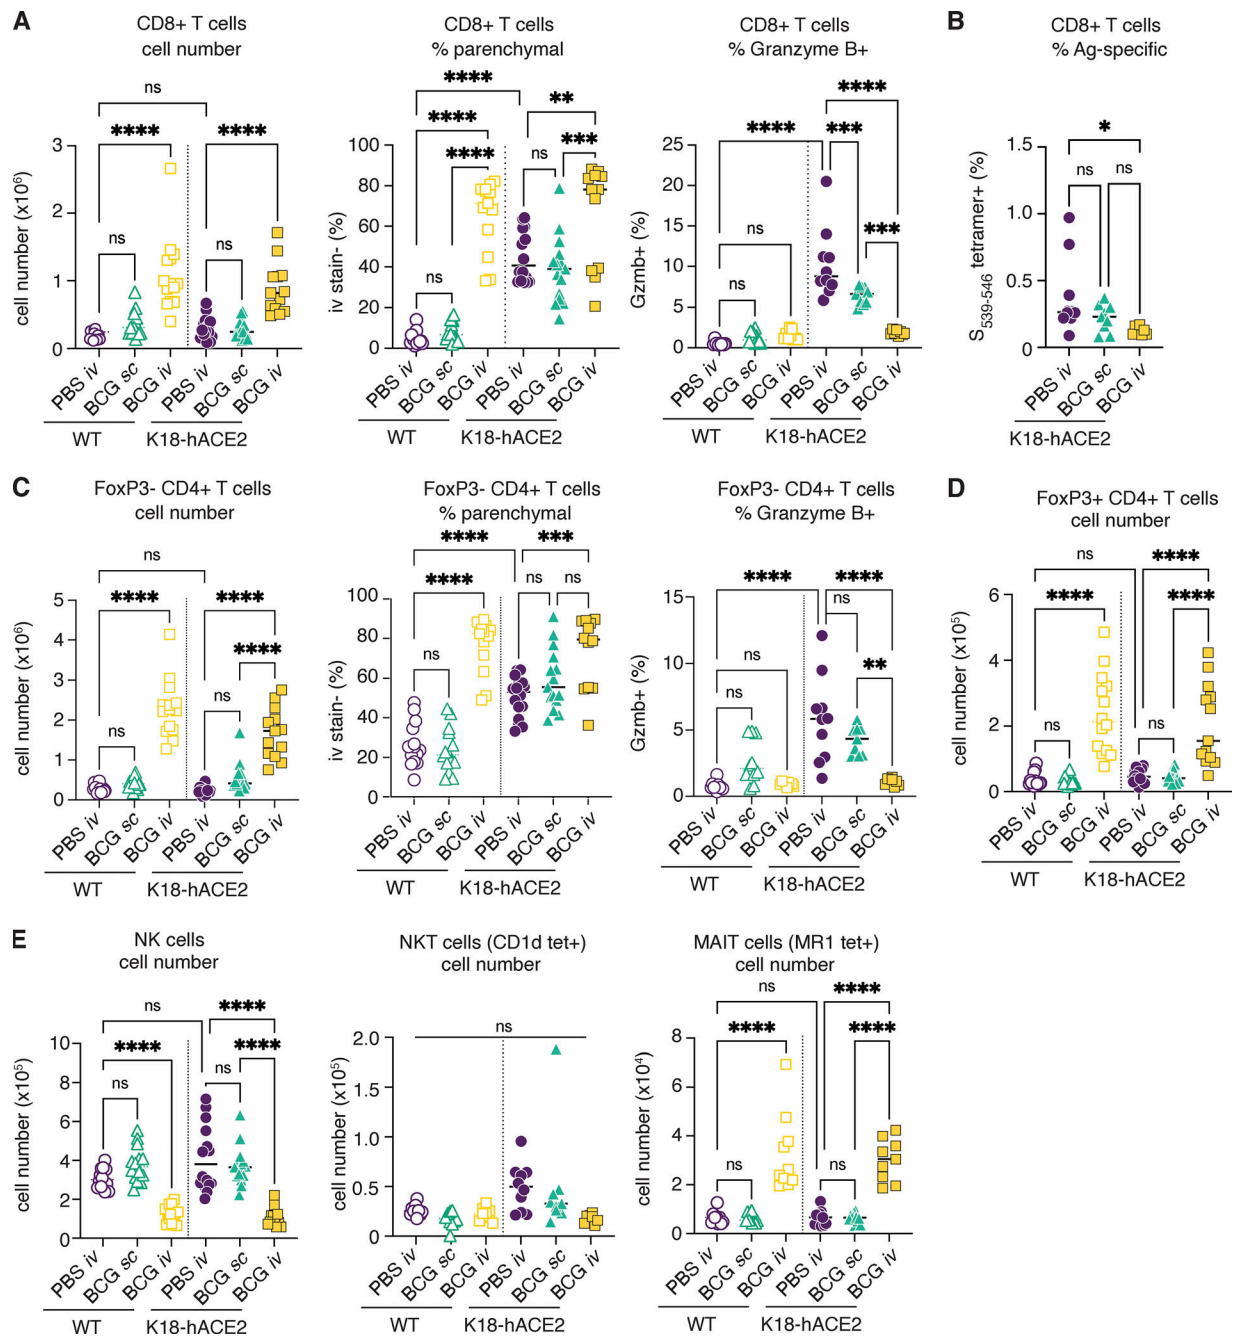 A
CD8+ T cells
cell number
ns
****
****
ns
ns
cell number (x10⁶)
3
2
1
0
PBS iv
BCG sc
BCG iv
PBS iv
BCG sc
BCG iv
WT
K18-hACE2
CD8+ T cells
% parenchymal
****
**
****
***
****
ns
ns
iv stain- (%)
100
80
60
40
20
0
PBS iv
BCG sc
BCG iv
PBS iv
BCG sc
BCG iv
WT
K18-hACE2
CD8+ T cells
% Granzyme B+
****
****
***
***
ns
ns
Gzmb+ (%)
25
20
15
10
5
0
PBS iv
BCG sc
BCG iv
PBS iv
BCG sc
BCG iv
WT
K18-hACE2
B
CD8+ T cells
% Ag-specific
*
ns
ns
S539-546 tetramer+ (%)
1.5
1.0
0.5
0
PBS iv
BCG sc
BCG iv
K18-hACE2
C
FoxP3- CD4+ T cells
cell number
ns
****
****
****
ns
ns
cell number (x10⁶)
5
4
3
2
1
0
PBS iv
BCG sc
BCG iv
PBS iv
BCG sc
BCG iv
WT
K18-hACE2
FoxP3- CD4+ T cells
% parenchymal
****
***
****
ns
ns
ns
iv stain- (%)
100
80
60
40
20
0
PBS iv
BCG sc
BCG iv
PBS iv
BCG sc
BCG iv
WT
K18-hACE2
FoxP3- CD4+ T cells
% Granzyme B+
****
****
ns
ns
**
ns
Gzmb+ (%)
15
10
5
0
PBS iv
BCG sc
BCG iv
PBS iv
BCG sc
BCG iv
WT
K18-hACE2
D
FoxP3+ CD4+ T cells
cell number
ns
****
****
****
ns
ns
cell number (x10⁵)
6
4
2
0
PBS iv
BCG sc
BCG iv
PBS iv
BCG sc
BCG iv
WT
K18-hACE2
E
NK cells
cell number
ns
****
****
****
ns
ns
cell number (x10⁵)
10
8
6
4
2
0
PBS iv
BCG sc
BCG iv
PBS iv
BCG sc
BCG iv
WT
K18-hACE2
NKT cells (CD1d tet+)
cell number
ns
cell number (x10⁵)
2.0
1.5
1.0
0.5
0
PBS iv
BCG sc
BCG iv
PBS iv
BCG sc
BCG iv
WT
K18-hACE2
MAIT cells (MR1 tet+)
cell number
ns
****
****
****
ns
ns
cell number (x10⁴)
8
6
4
2
0
PBS iv
BCG sc
BCG iv
PBS iv
BCG sc
BCG iv
WT
K18-hACE2